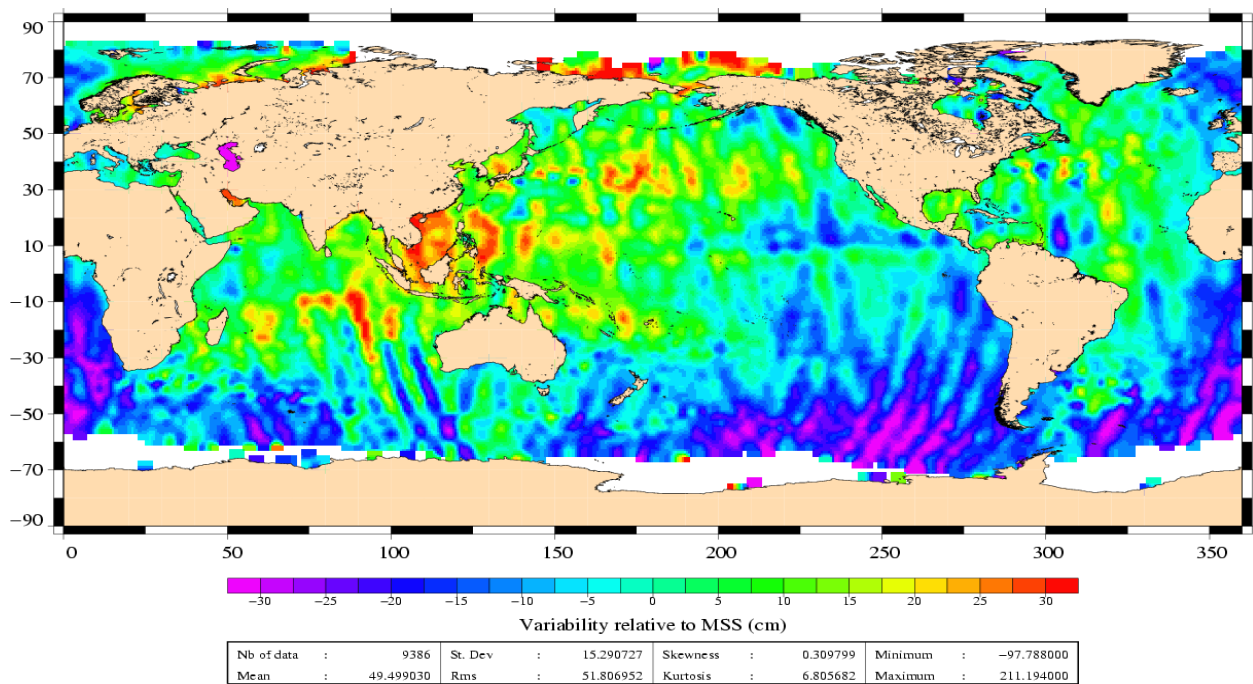 90
70
50
30
10
−10
−30
−50
−70
−90
0 50 100 150 200 250 300 350
−30 −25 −20 −15 −10 −5 0 5 10 15 20 25 30
Variability relative to MSS (cm)
Nb of data : 9386 St. Dev : 15.290727 Skewness : 0.309799 Minimum : −97.788000
Mean : 49.499030 Rms : 51.806952 Kurtosis : 6.805682 Maximum : 211.194000